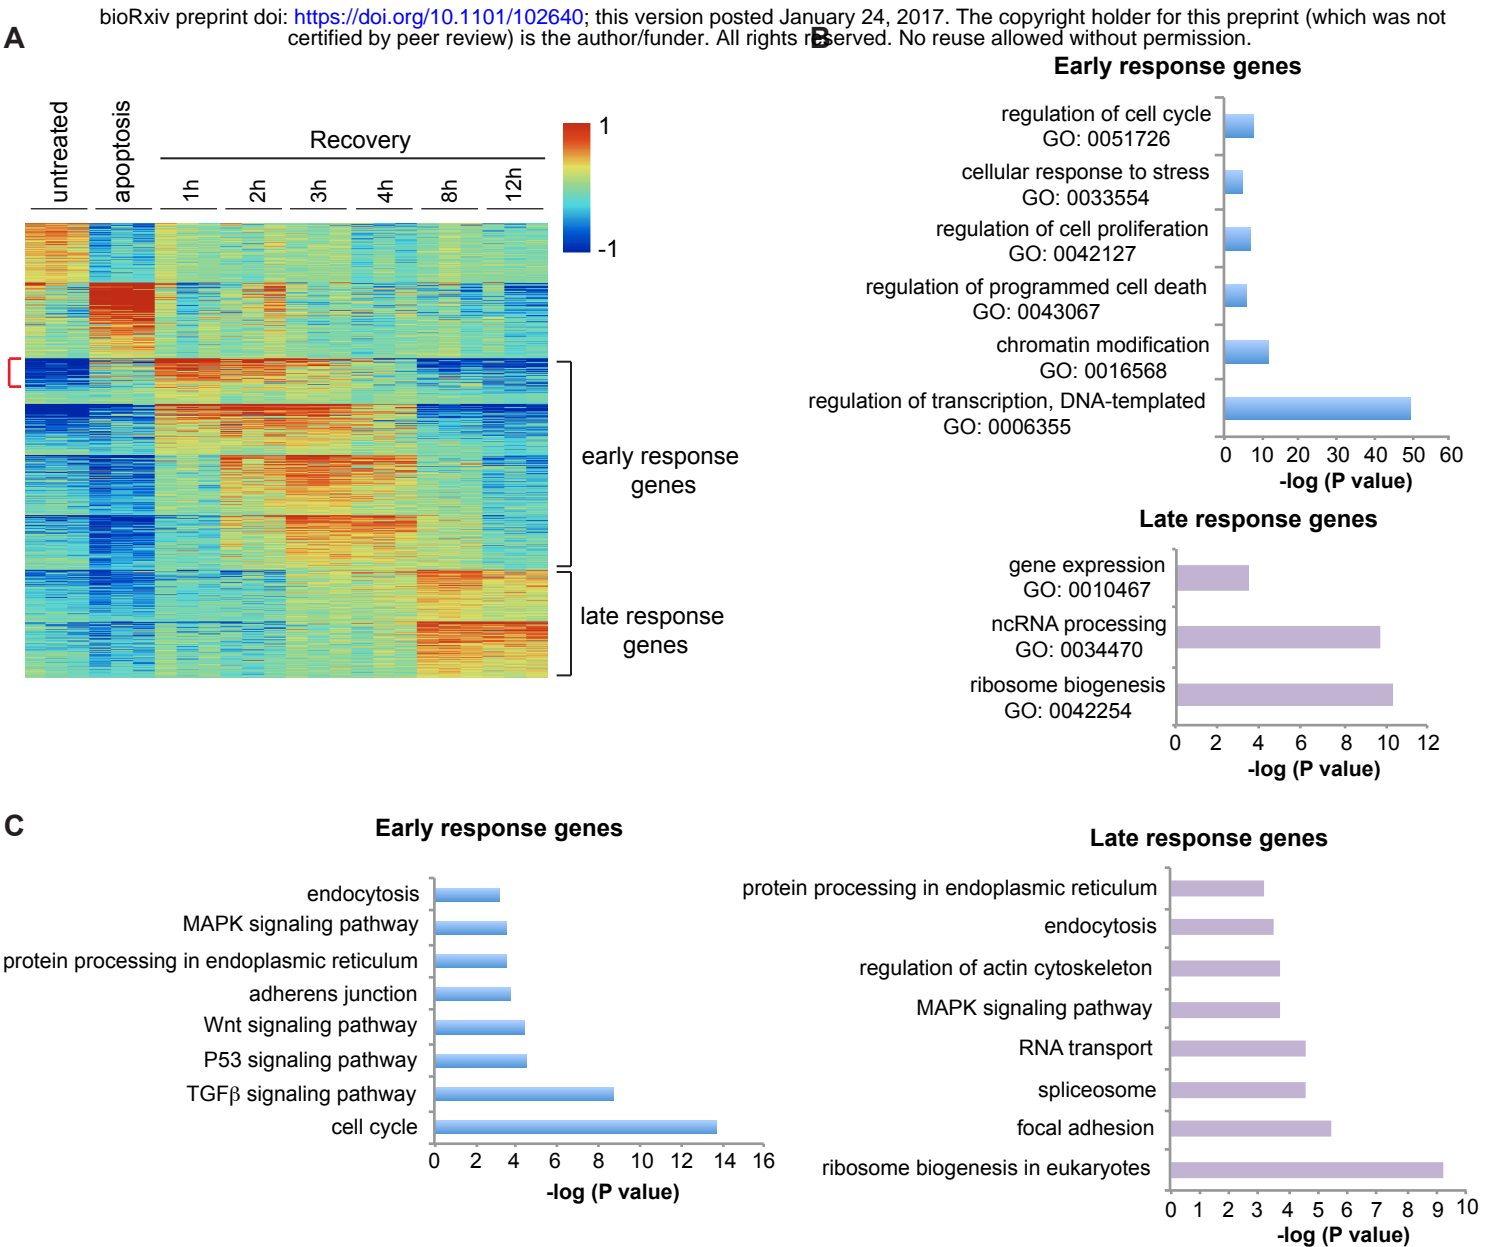 bioRxiv preprint doi: https://doi.org/10.1101/102640; this version posted January 24, 2017. The copyright holder for this preprint (which was not
certified by peer review) is the author/funder. All rights reserved. No reuse allowed without permission.
A
untreated
apoptosis
Recovery
1h
2h
3h
4h
8h
12h
1
-1
early response
genes
late response
genes
B
Early response genes
regulation of cell cycle
GO: 0051726
cellular response to stress
GO: 0033554
regulation of cell proliferation
GO: 0042127
regulation of programmed cell death
GO: 0043067
chromatin modification
GO: 0016568
regulation of transcription, DNA-templated
GO: 0006355
0 10 20 30 40 50 60
-log (P value)
Late response genes
gene expression
GO: 0010467
ncRNA processing
GO: 0034470
ribosome biogenesis
GO: 0042254
0 2 4 6 8 10 12
-log (P value)
C
Early response genes
endocytosis
MAPK signaling pathway
protein processing in endoplasmic reticulum
adherens junction
Wnt signaling pathway
P53 signaling pathway
TGFβ signaling pathway
cell cycle
0 2 4 6 8 10 12 14 16
-log (P value)
Late response genes
protein processing in endoplasmic reticulum
endocytosis
regulation of actin cytoskeleton
MAPK signaling pathway
RNA transport
spliceosome
focal adhesion
ribosome biogenesis in eukaryotes
0 1 2 3 4 5 6 7 8 9 10
-log (P value)